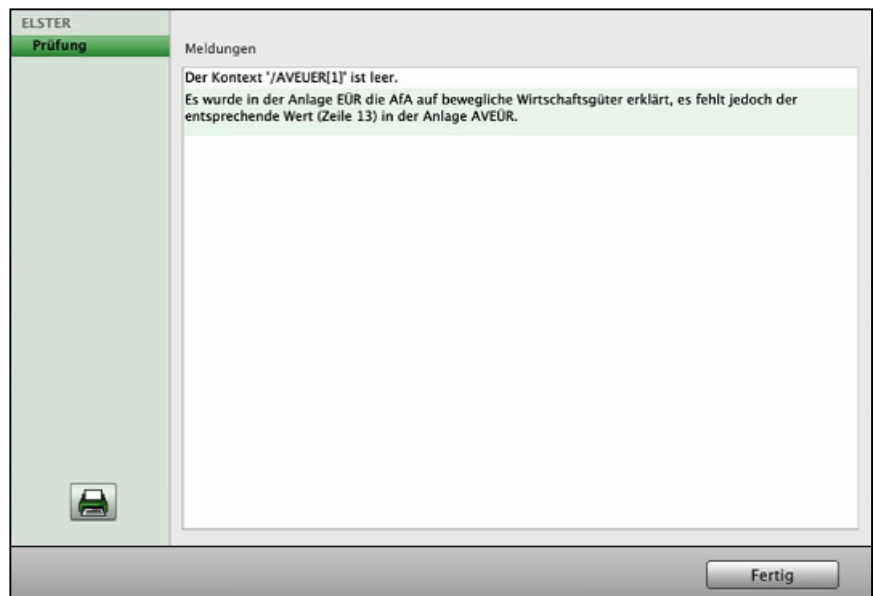 ELSTER
Prüfung
Meldungen
Der Kontext '/AVEUER[1]' ist leer.
Es wurde in der Anlage EÜR die AfA auf bewegliche Wirtschaftsgüter erklärt, es fehlt jedoch der
entsprechende Wert (Zeile 13) in der Anlage AVEÜR.
Fertig